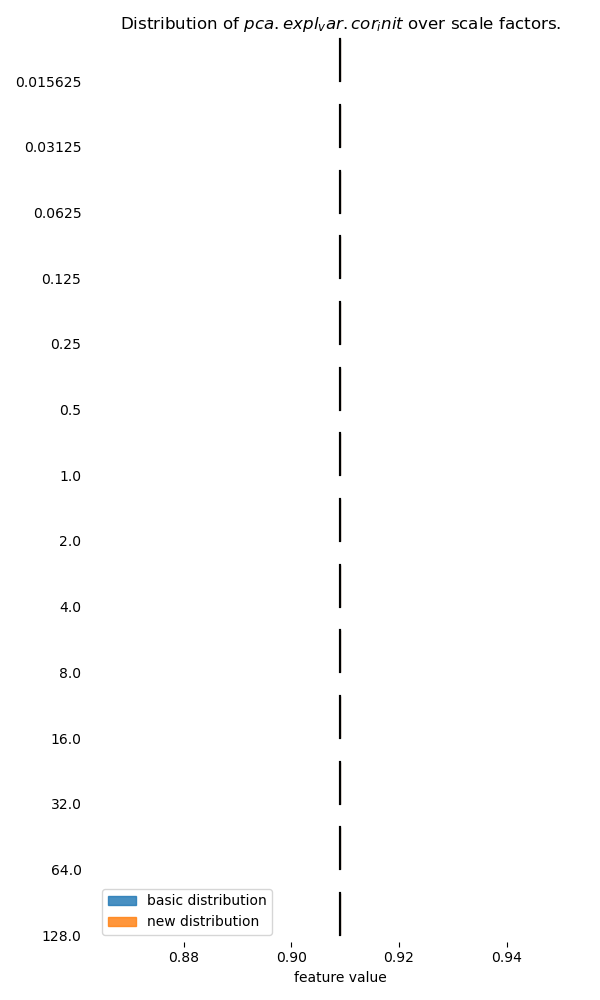 Distribution of pca.expl_var.cor_init over scale factors.
0.015625
0.03125
0.0625
0.125
0.25
0.5
1.0
2.0
4.0
8.0
16.0
32.0
64.0
128.0
basic distribution
new distribution
0.88 0.90 0.92 0.94
feature value